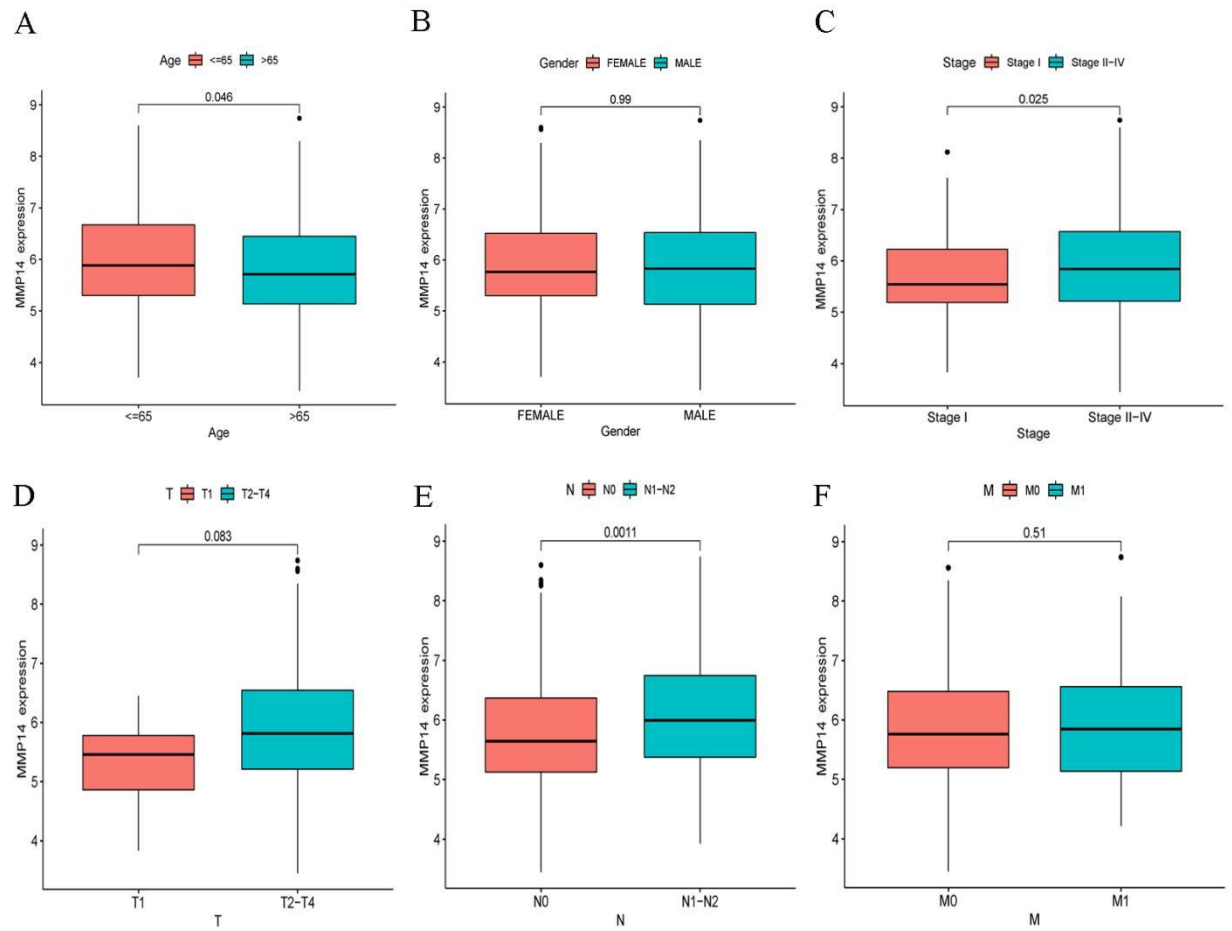 A
Age <=65 >65
0.046
9
8
7
6
5
4
MMP14 expression
<=65 >65
Age
B
Gender FEMALE MALE
0.99
9
8
7
6
5
4
MMP14 expression
FEMALE MALE
Gender
C
Stage Stage I Stage II-IV
0.025
9
8
7
6
5
4
MMP14 expression
Stage I Stage II-IV
Stage
D
T T1 T2-T4
0.083
9
8
7
6
5
4
MMP14 expression
T1 T2-T4
T
E
N N0 N1-N2
0.0011
9
8
7
6
5
4
MMP14 expression
N0 N1-N2
N
F
M M0 M1
0.51
9
8
7
6
5
4
MMP14 expression
M0 M1
M